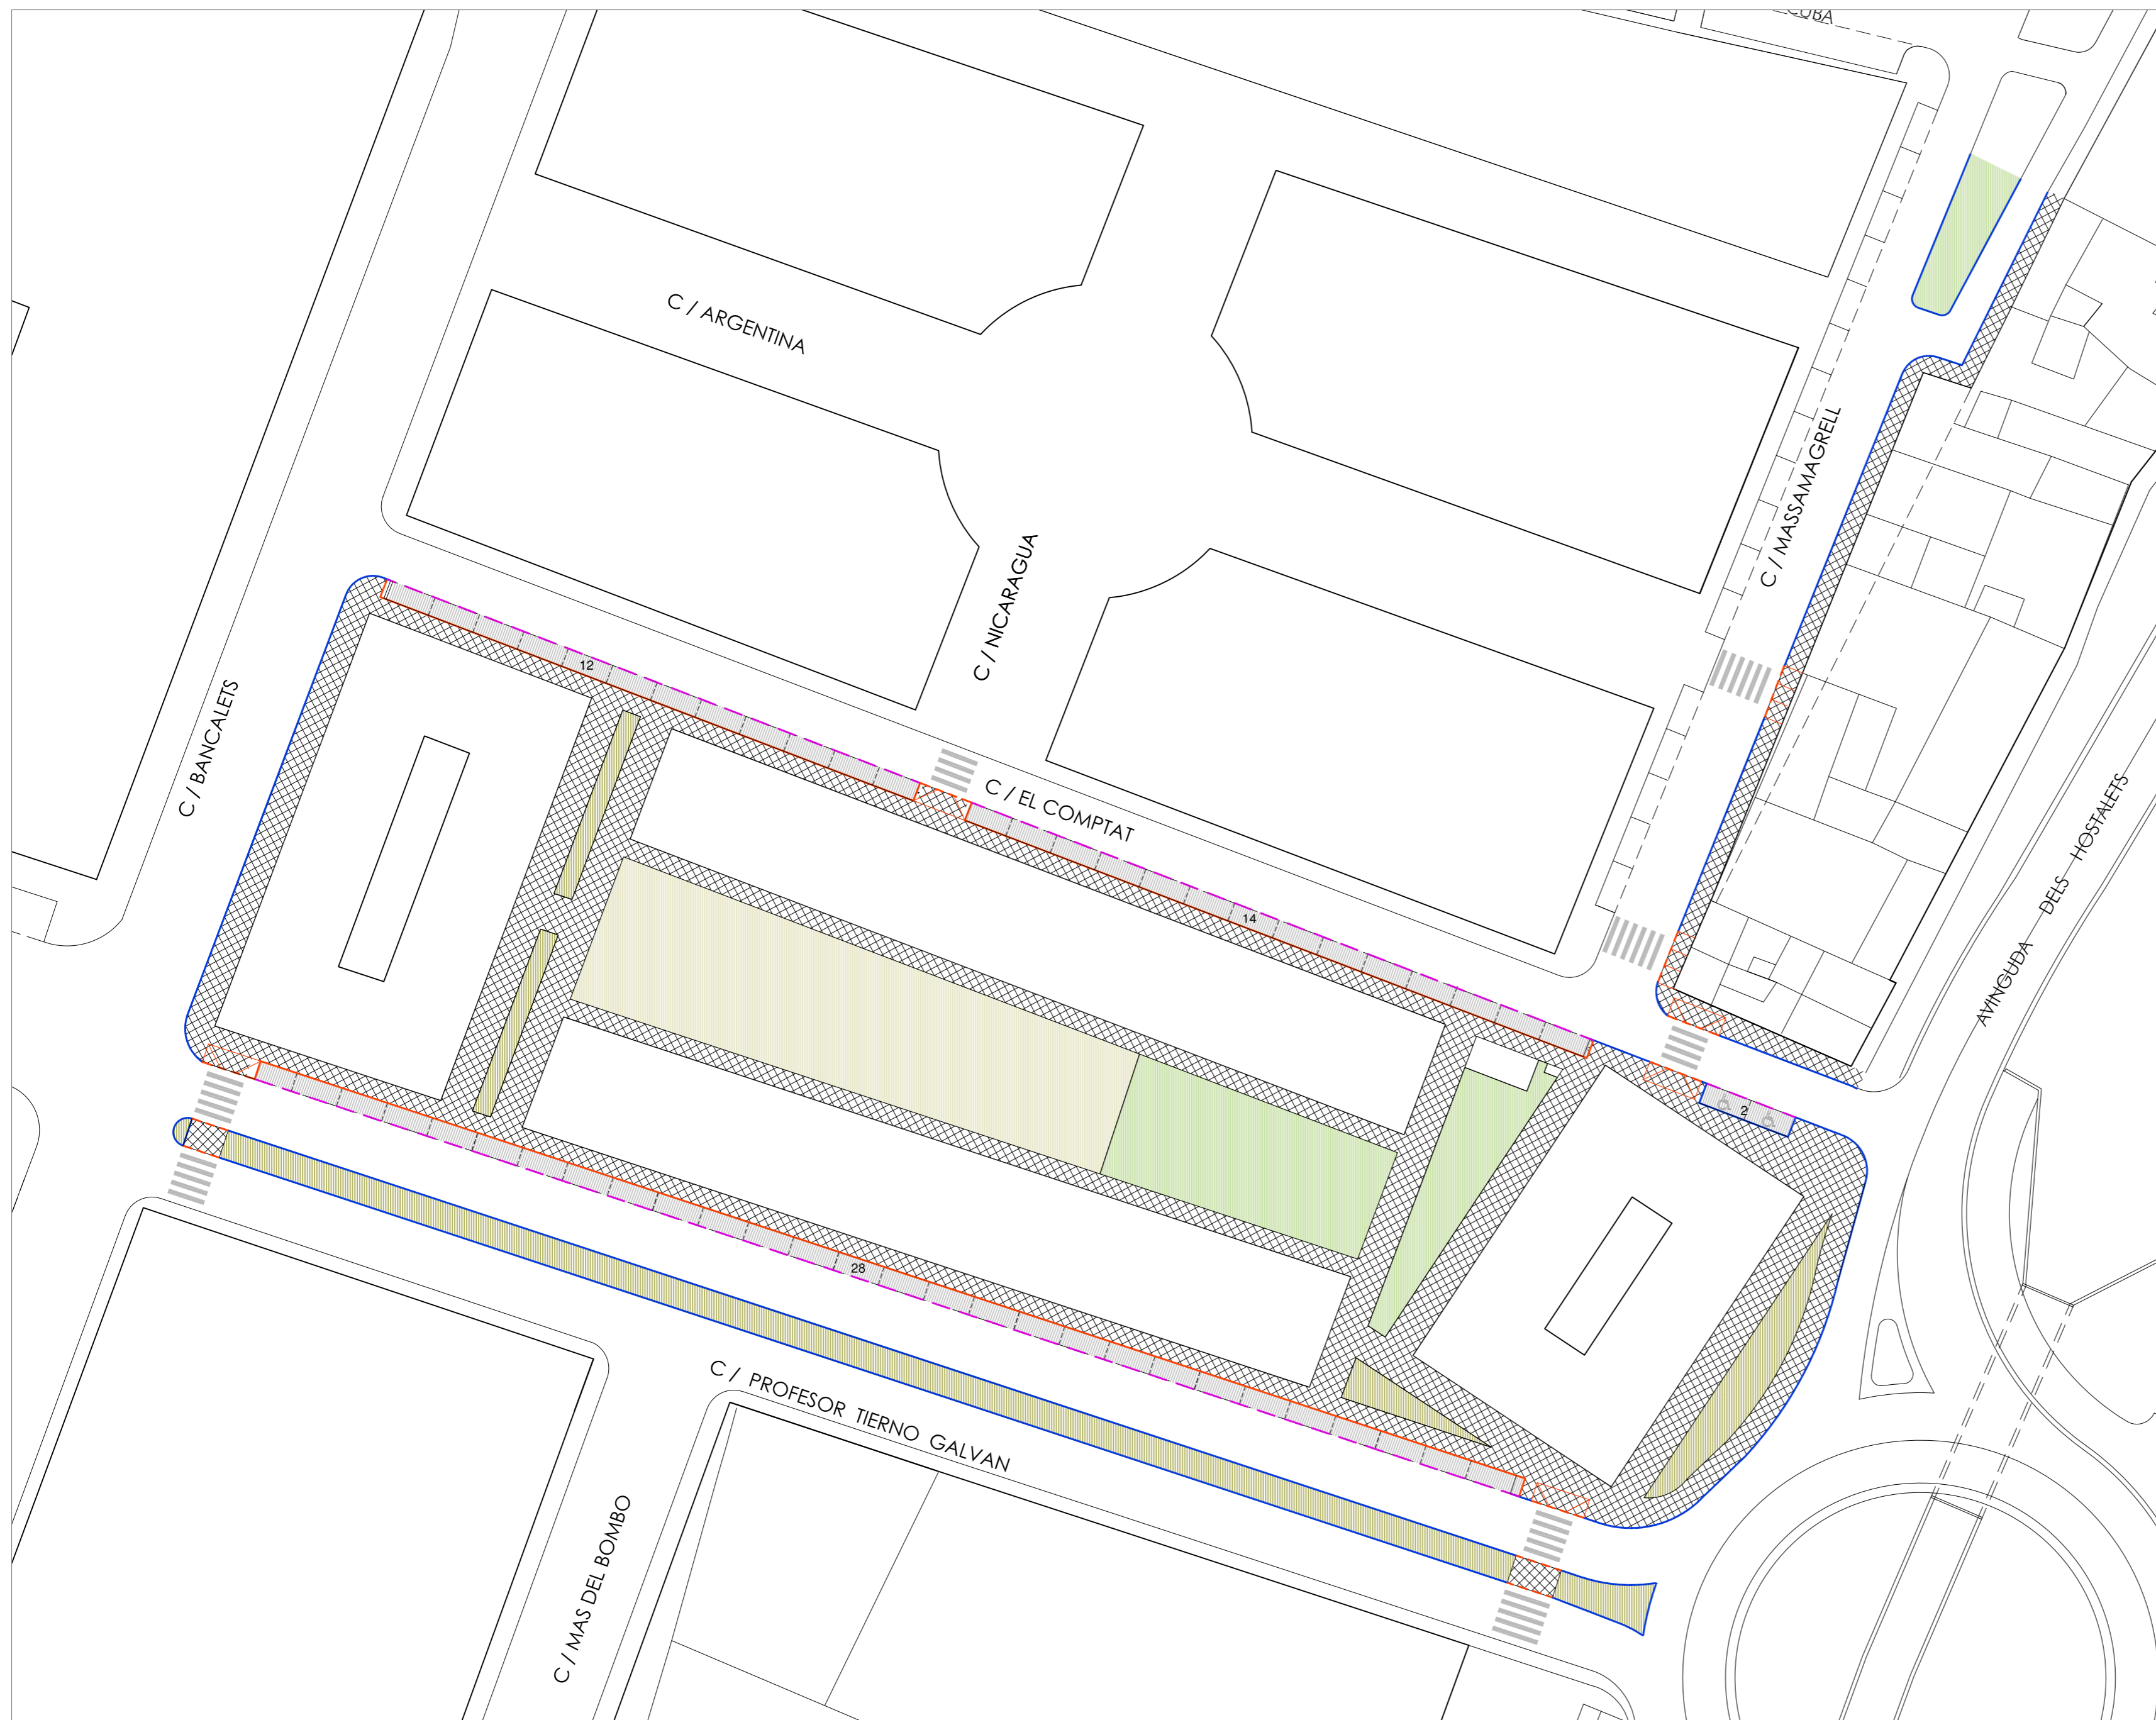 CUBA
C / ARGENTINA
C / MASSAMAGRELL
C / NICARAGUA
12
C / BANCALETS
C / EL COMPTAT
14
AVINGUDA DELS HOSTALETS
2
28
C / PROFESOR TIERNO GALVAN
C / MAS DEL BOMBO